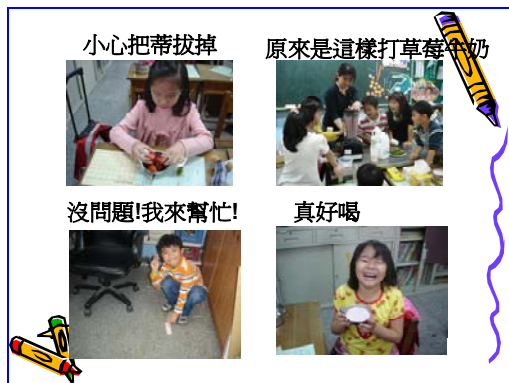 小心把蒂拔掉
原來是這樣打草莓牛奶
沒問題!我來幫忙!
真好喝